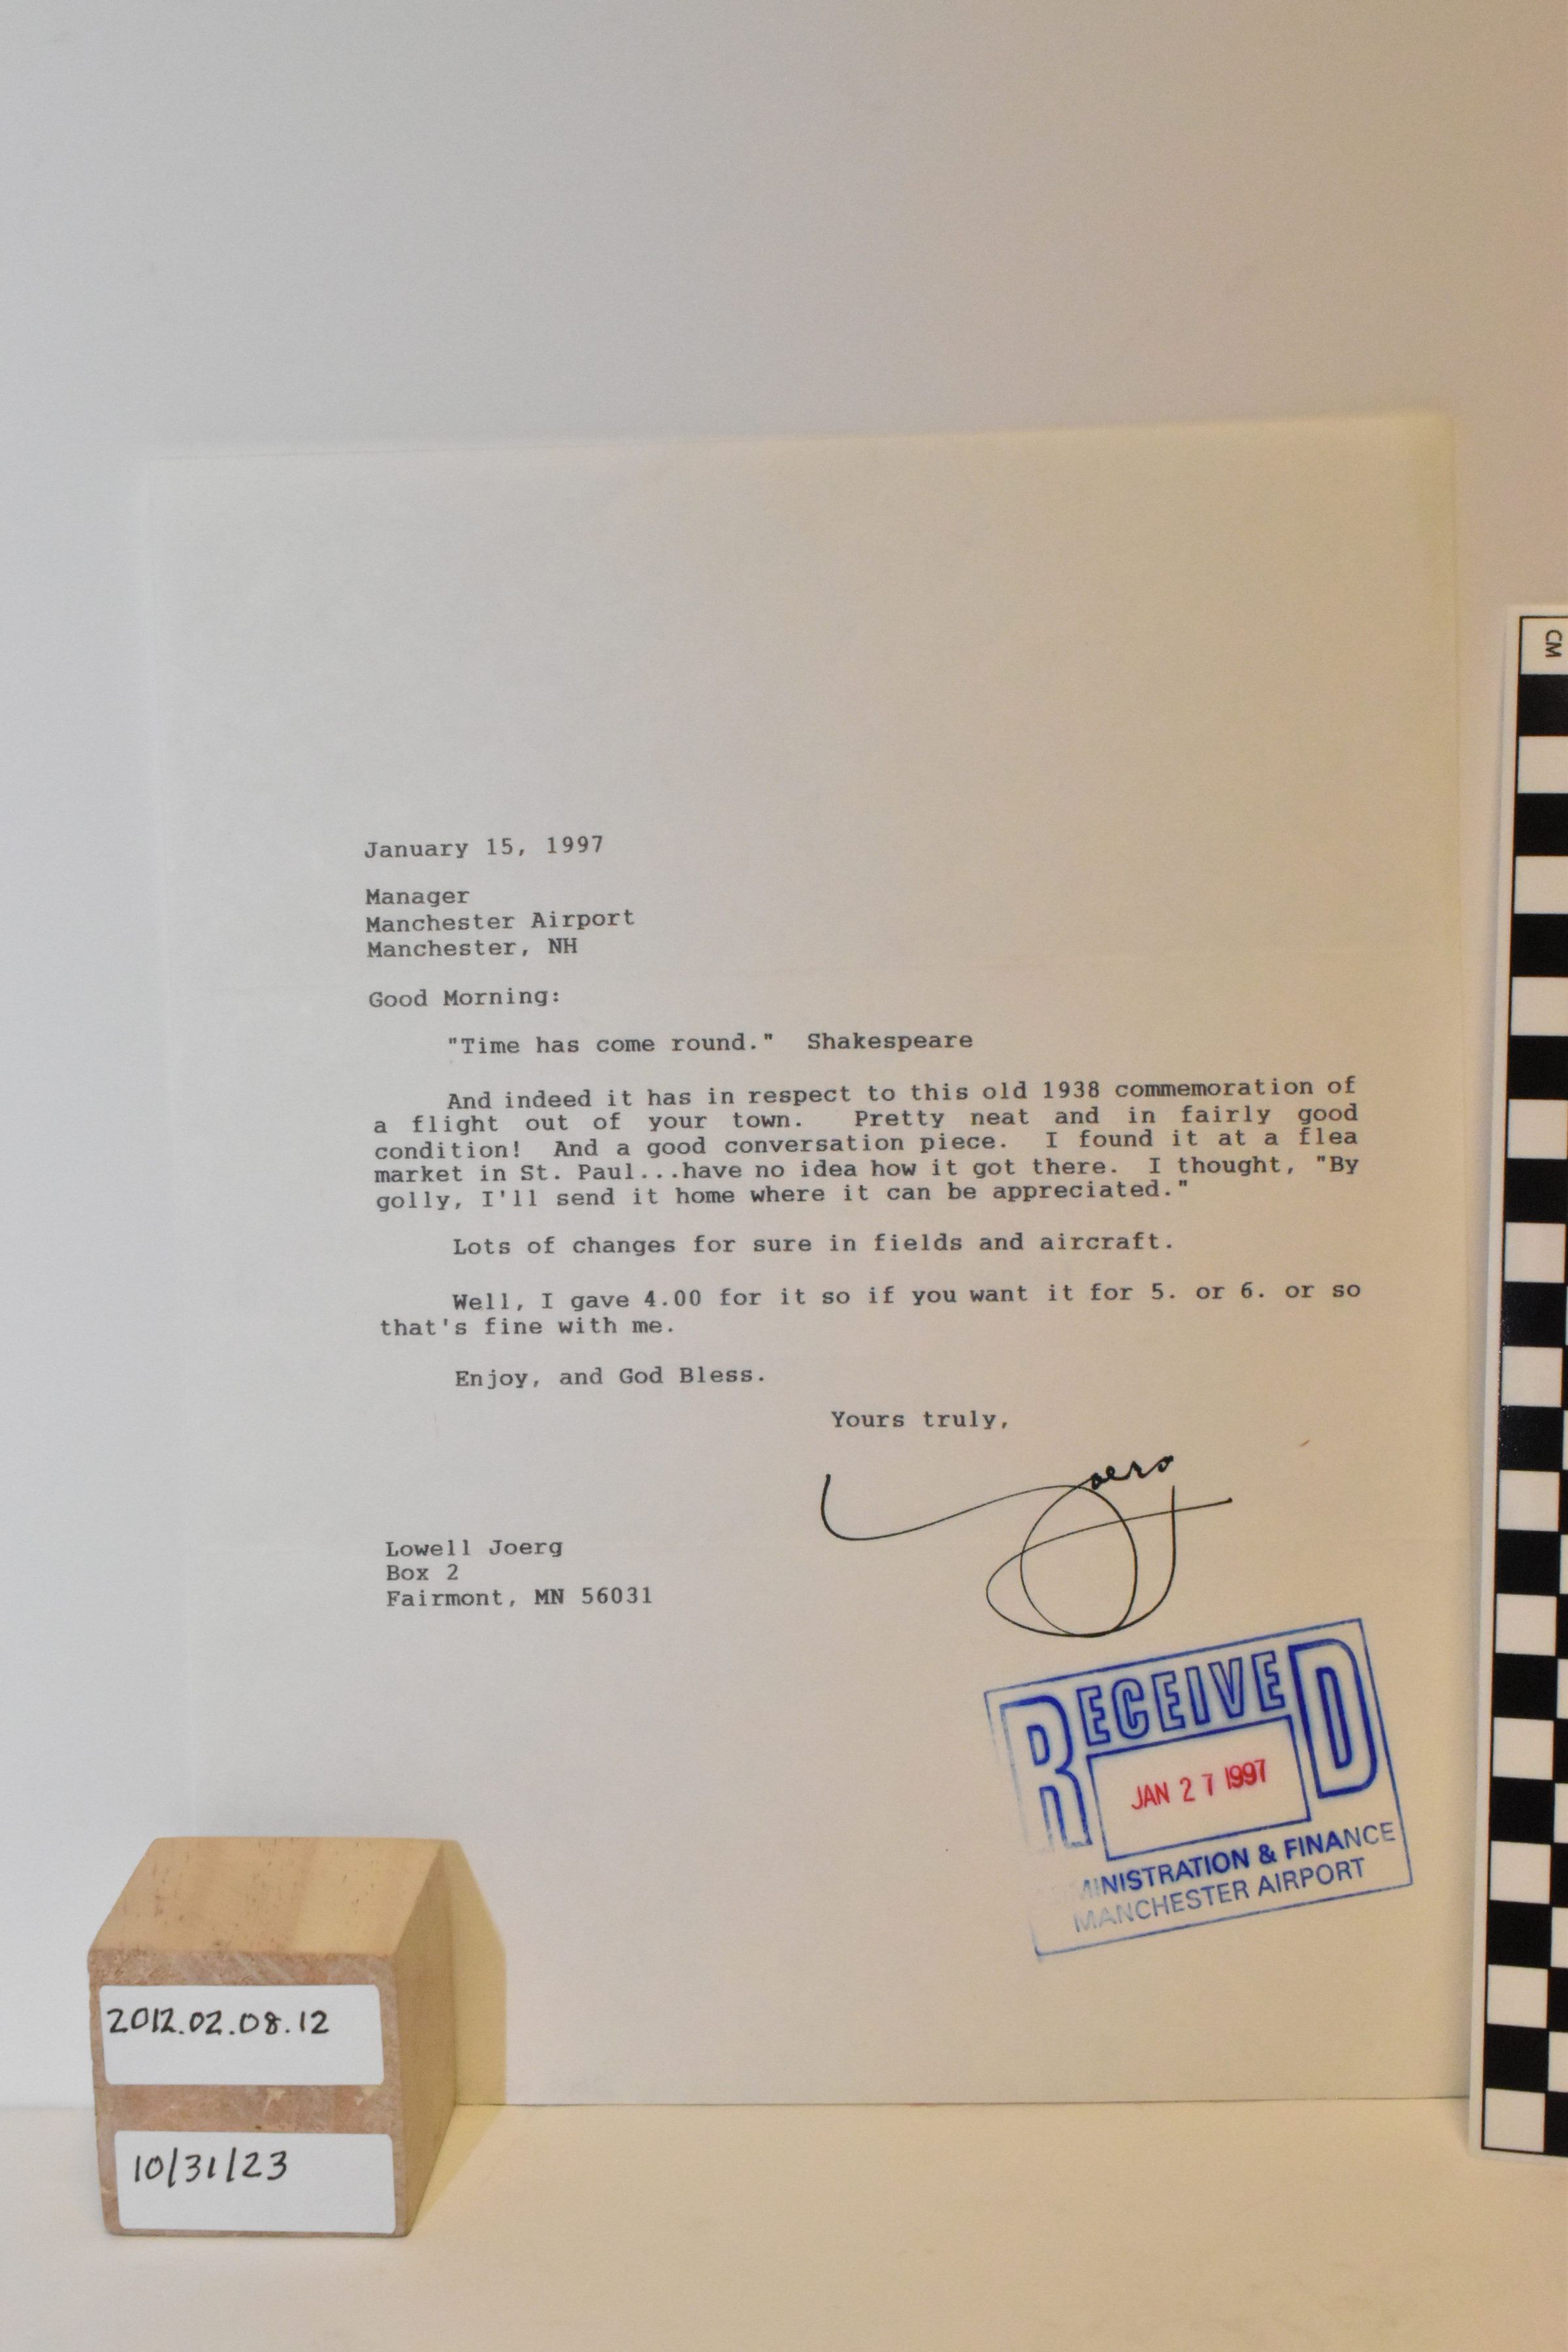 CM
January 15, 1997
Manager
Manchester Airport
Manchester, NH
Good Morning:
"Time has come round." Shakespeare
And indeed it has in respect to this old 1938 commemoration of
a flight out of your town. Pretty neat and in fairly good
condition! And a good conversation piece. I found it at a flea
market in St. Paul...have no idea how it got there. I thought, "By
golly, I'll send it home where it can be appreciated."
Lots of changes for sure in fields and aircraft.
Well, I gave 4.00 for it so if you want it for 5. or 6. or so
that's fine with me.
Enjoy, and God Bless.
Yours truly,
Joerg
Lowell Joerg
Box 2
Fairmont, MN 56031
RECEIVED
JAN 27 1997
MINISTRATION & FINANCE
MANCHESTER AIRPORT
2012.02.08.12
10/31/23